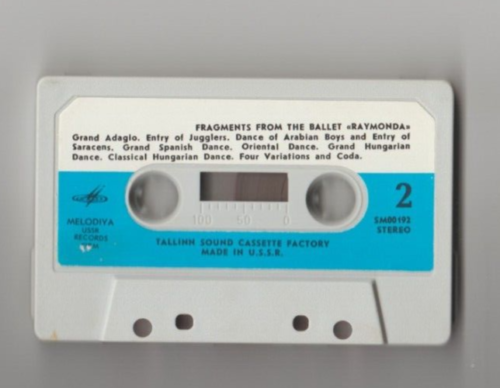 FRAGMENTS FROM THE BALLET «RAYMONDA»
Grand Adagio. Entry of Jugglers. Dance of Arabian Boys and Entry of
Saracens. Grand Spanish Dance. Oriental Dance. Grand Hungarian
Dance. Classical Hungarian Dance. Four Variations and Coda.
2
MELODIYA
USSR
RECORDS
100 50 0
SM00193
STEREO
TALLINN SOUND CASSETTE FACTORY
MADE IN U.S.S.R.